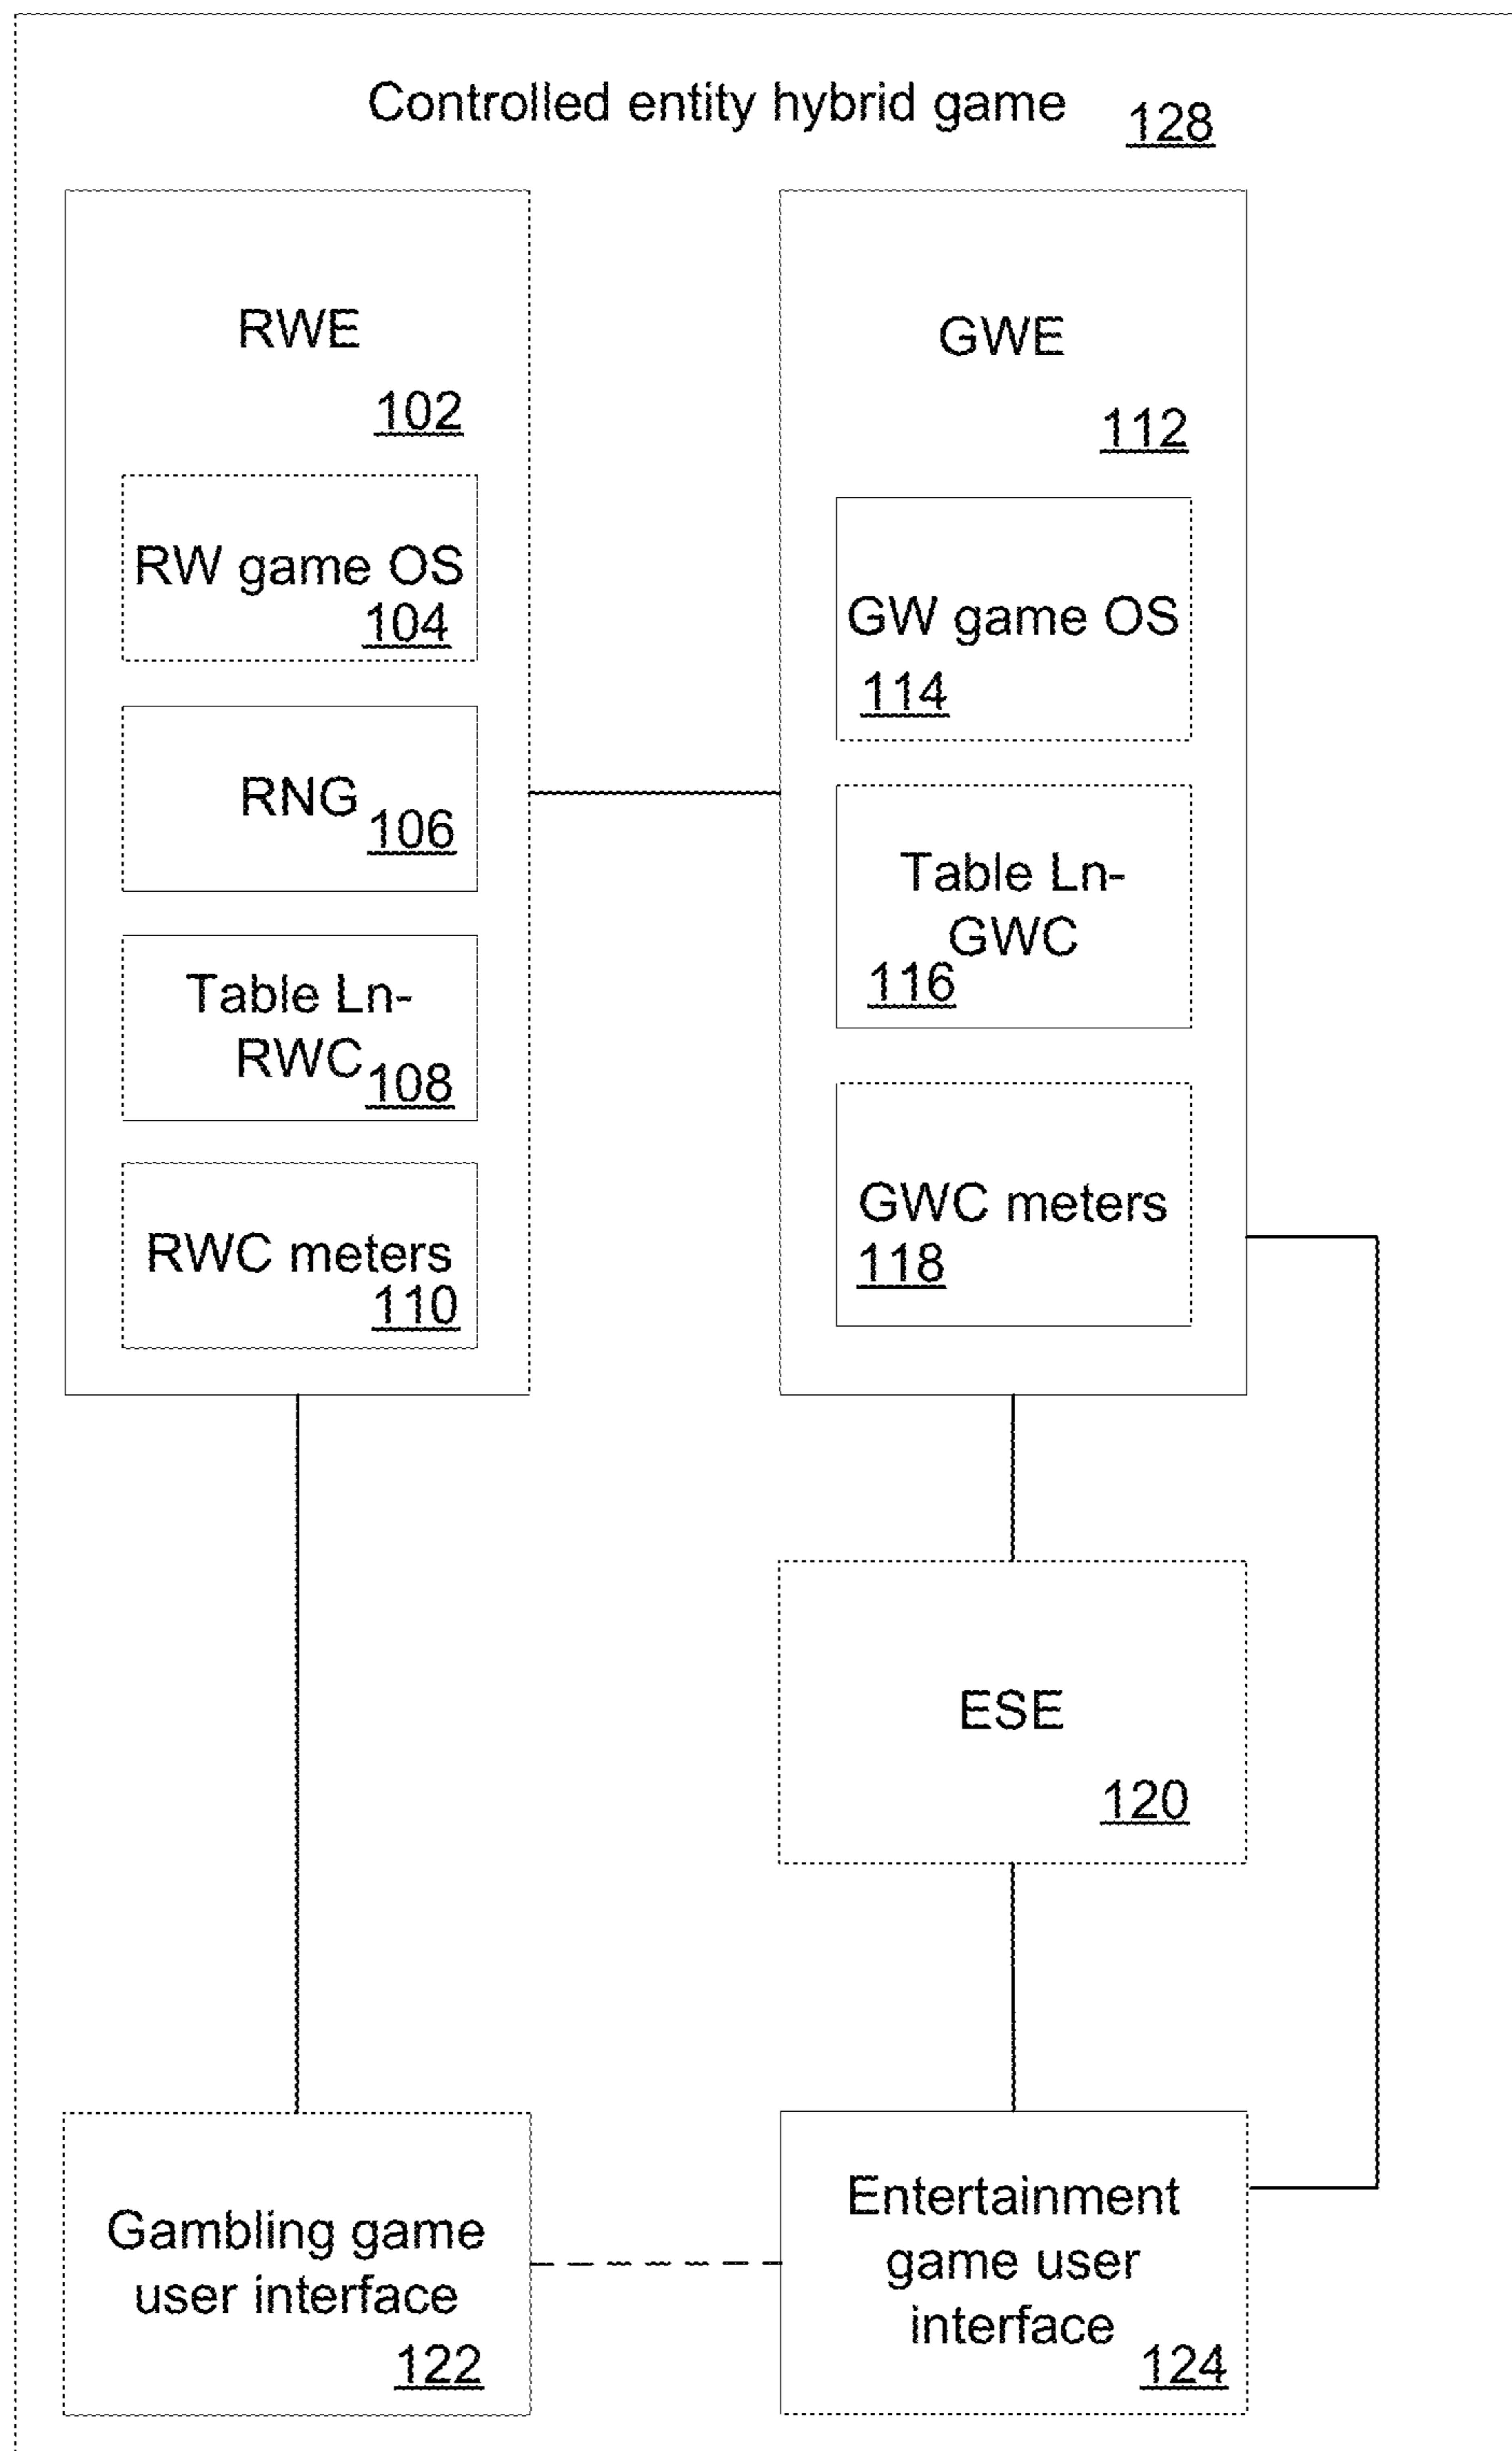 Controlled entity hybrid game
128
RWE
102
RW game OS
104
RNG
106
Table Ln-
RWC
108
RWC meters
110
GWE
112
GW game OS
114
Table Ln-
GWC
116
GWC meters
118
ESE
120
Gambling game
user interface
122
Entertainment
game user
interface
124